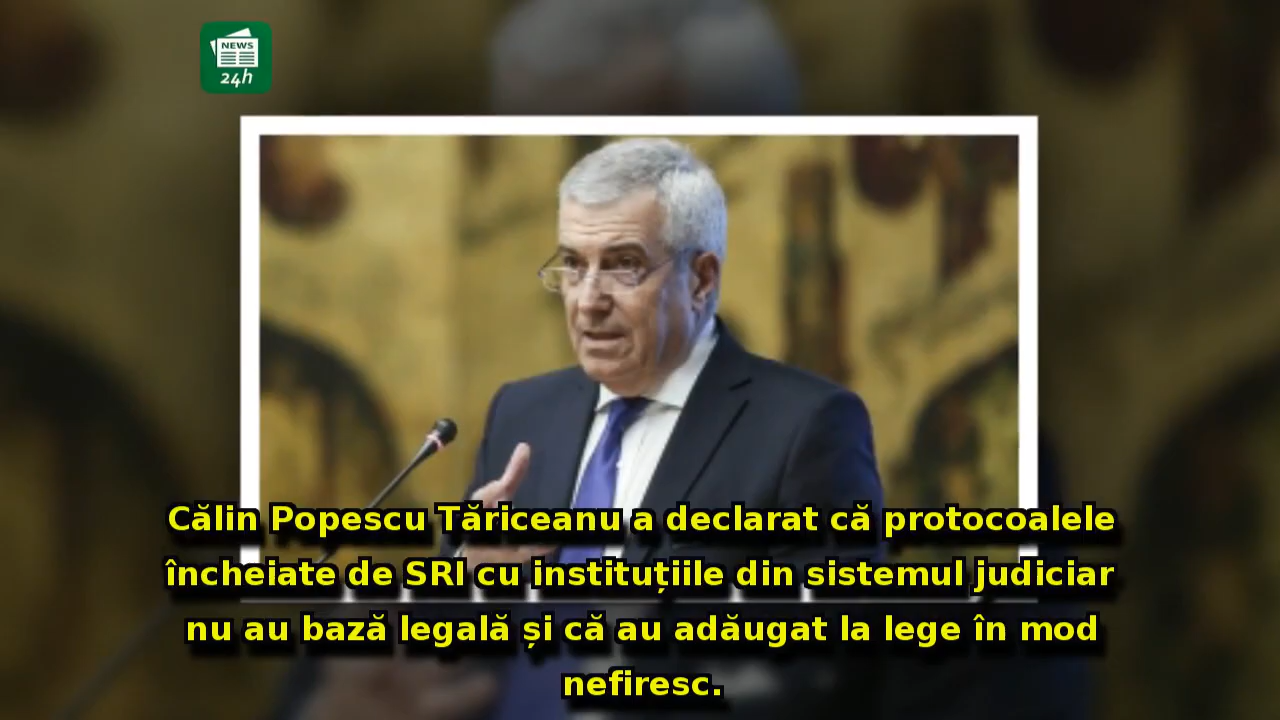 NEWS
24h
Călin Popescu Tăriceanu a declarat că protocoalele
încheiate de SRI cu instituțiile din sistemul judiciar
nu au bază legală și că au adăugat la lege în mod
nefiresc.